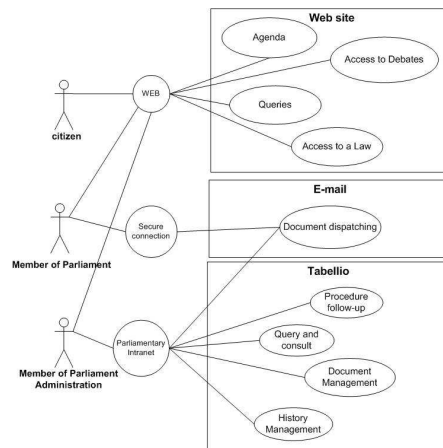 Web site
Agenda
Access to Debates
WEB
citizen
Queries
Access to a Law
E-mail
Secure
connection
Document dispatching
Member of Parliament
Tabellio
Procedure
follow-up
Parliamentary
Intranet
Query and
consult
Member of Parliament
Administration
Document
Management
History
Management